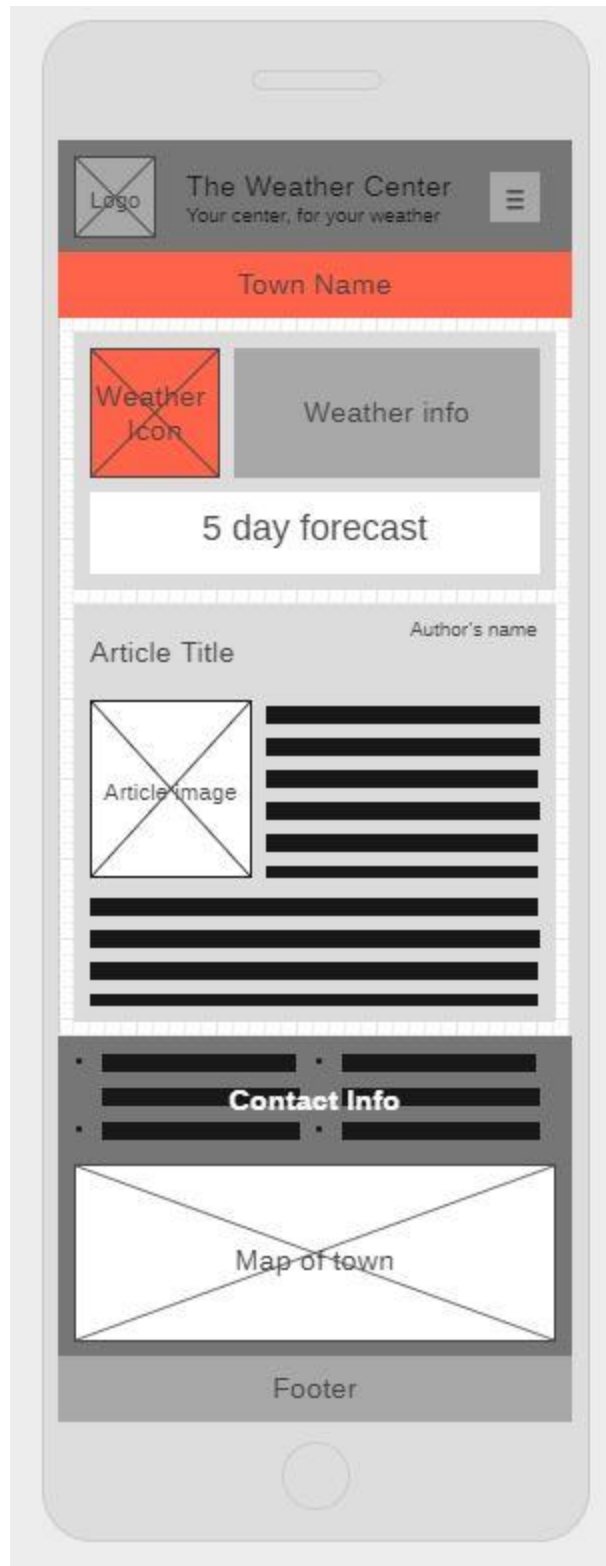 Logo
The Weather Center
Your center, for your weather
Town Name
Weather
Icon
Weather info
5 day forecast
Author's name
Article Title
Article image
Contact Info
Map of town
Footer